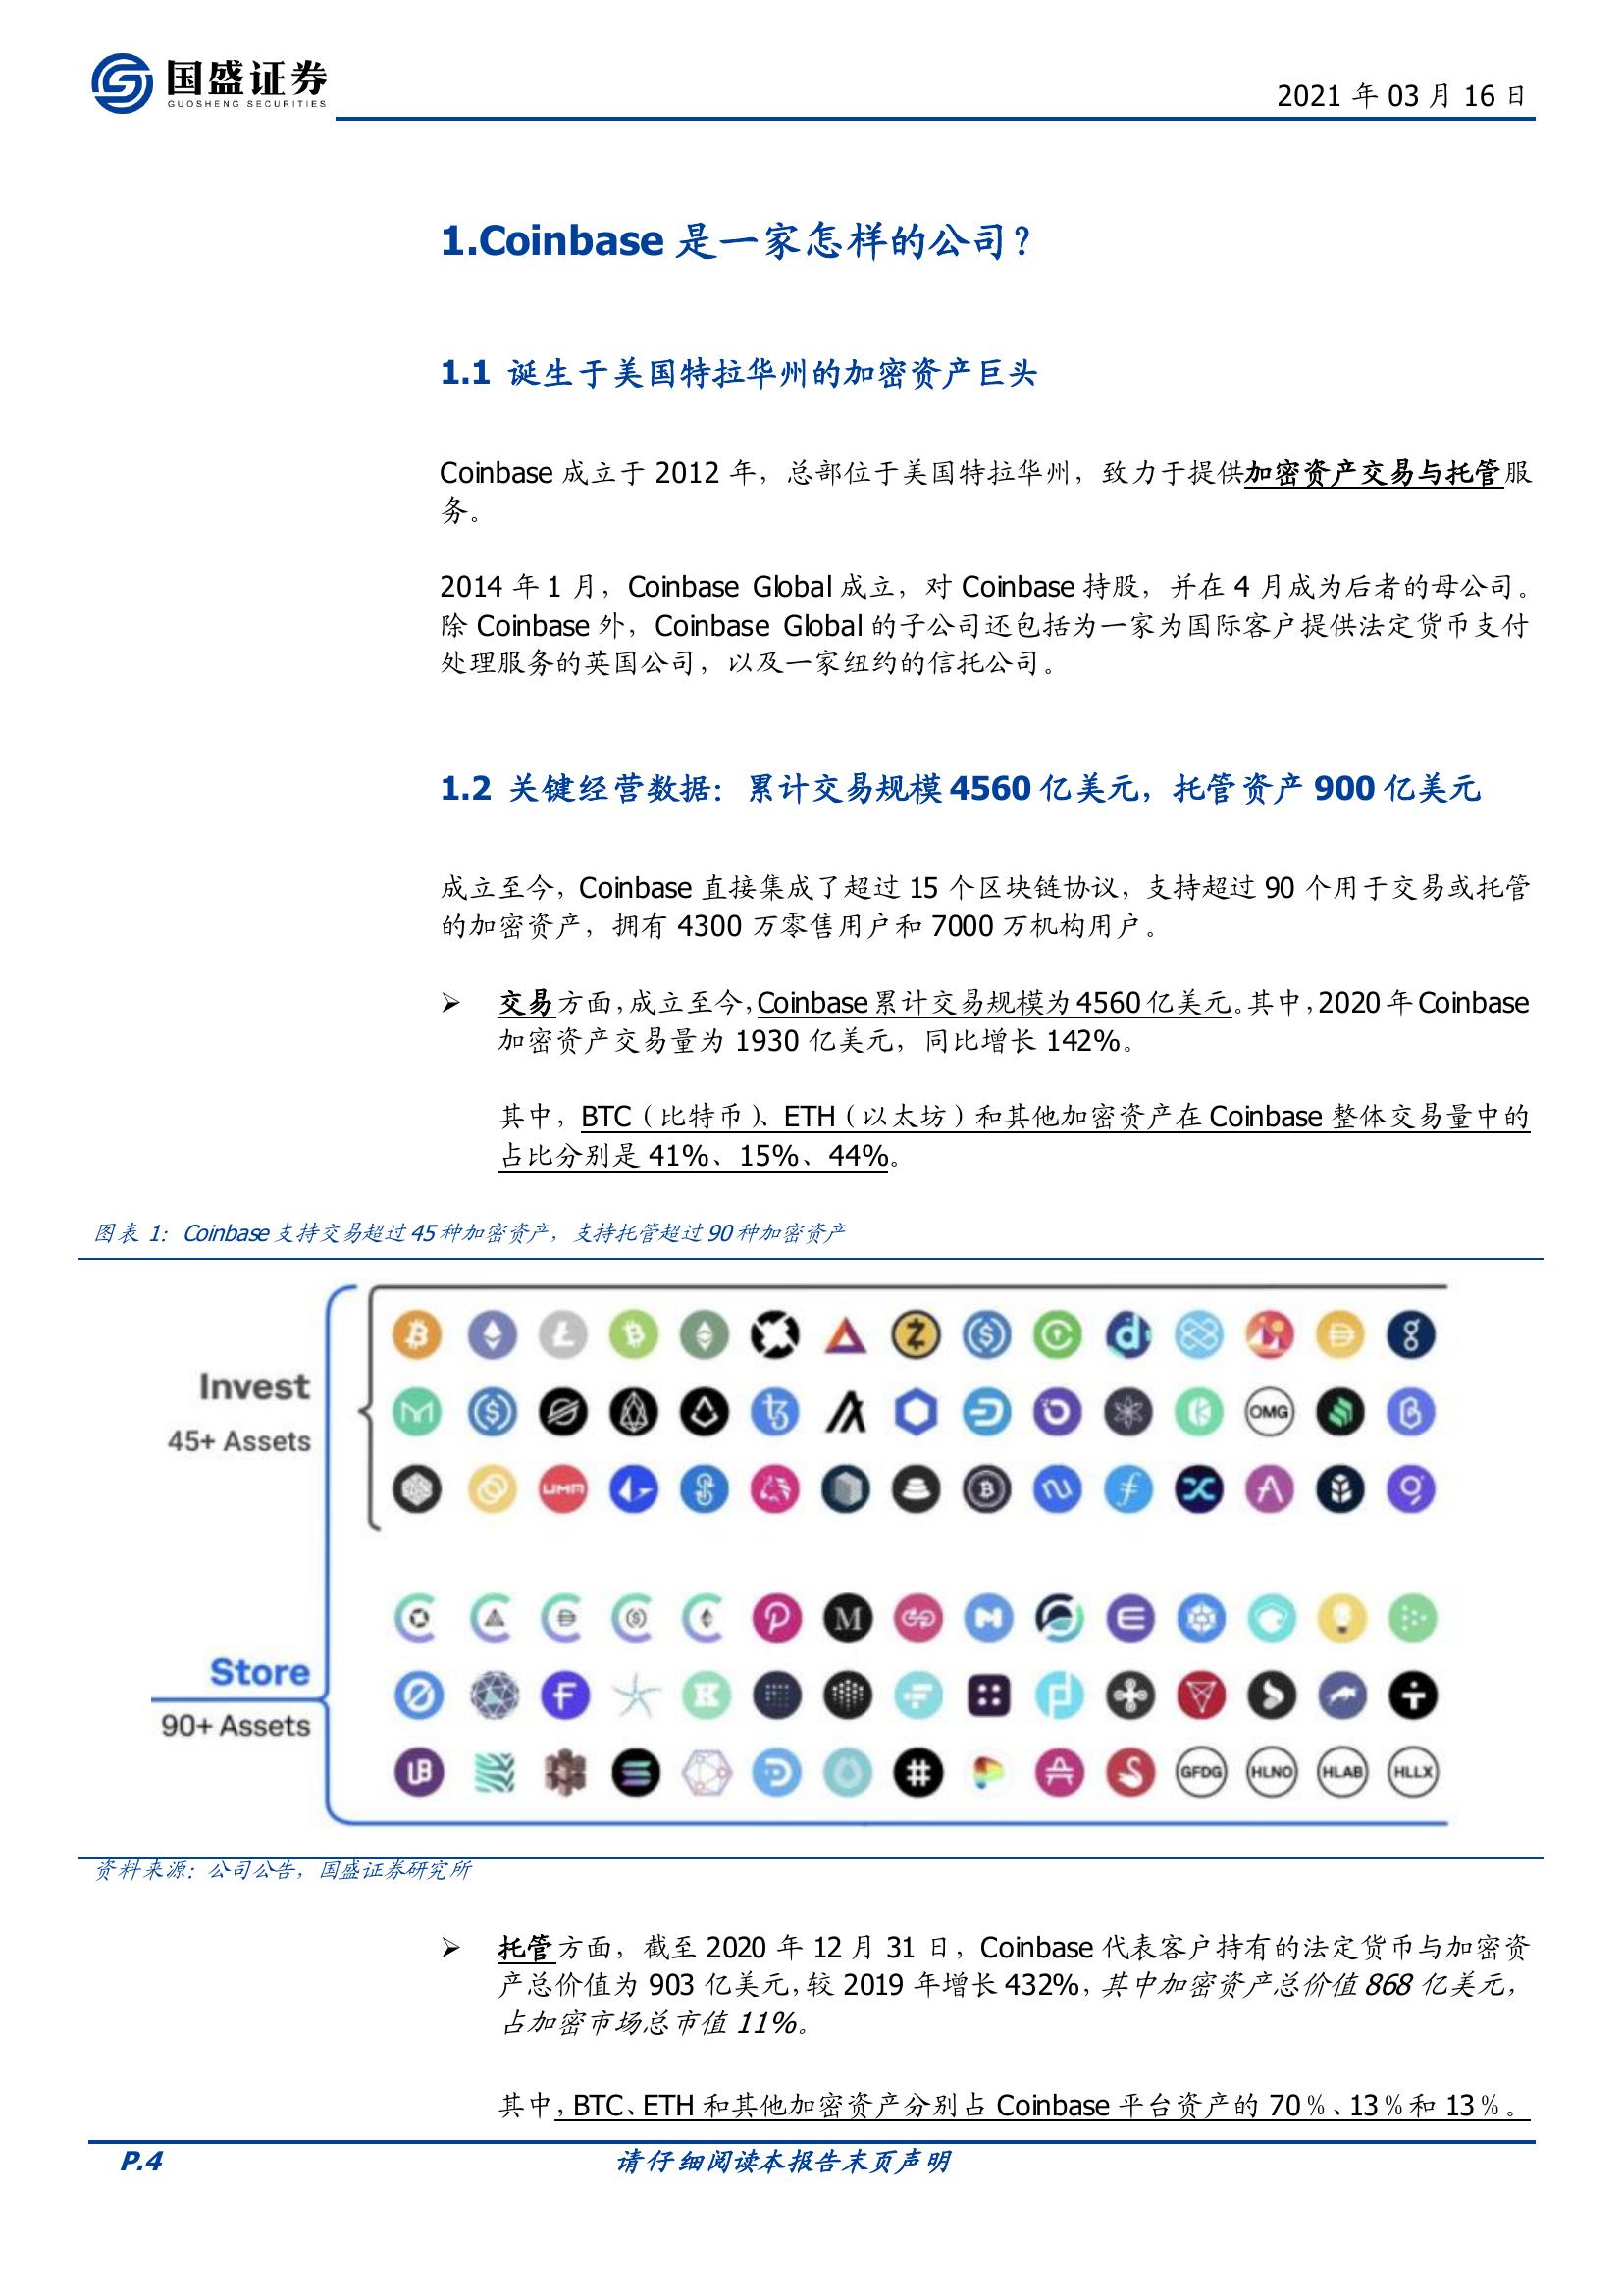 国盛证券
GUOSHENG SECURITIES
2021 年 03 月 16 日
1.Coinbase 是一家怎样的公司？
1.1 诞生于美国特拉华州的加密资产巨头
Coinbase 成立于 2012 年，总部位于美国特拉华州，致力于提供加密资产交易与托管服
务。
2014 年 1 月，Coinbase Global 成立，对 Coinbase 持股，并在 4 月成为后者的母公司。
除 Coinbase 外，Coinbase Global 的子公司还包括为一家为国际客户提供法定货币支付
处理服务的英国公司，以及一家纽约的信托公司。
1.2 关键经营数据：累计交易规模 4560 亿美元，托管资产 900 亿美元
成立至今，Coinbase 直接集成了超过 15 个区块链协议，支持超过 90 个用于交易或托管
的加密资产，拥有 4300 万零售用户和 7000 万机构用户。
➢ 交易方面，成立至今，Coinbase 累计交易规模为 4560 亿美元。其中，2020 年 Coinbase
加密资产交易量为 1930 亿美元，同比增长 142%。
其中，BTC（比特币）、ETH（以太坊）和其他加密资产在 Coinbase 整体交易量中的
占比分别是 41%、15%、44%。
图表 1：Coinbase 支持交易超过 45 种加密资产，支持托管超过 90 种加密资产
Invest
45+ Assets
OMG
UMA
Store
90+ Assets
GFDG HLNO HLAB HLLX
资料来源：公司公告，国盛证券研究所
➢ 托管方面，截至 2020 年 12 月 31 日，Coinbase 代表客户持有的法定货币与加密资
产总价值为 903 亿美元，较 2019 年增长 432%，其中加密资产总价值 868 亿美元，
占加密市场总市值 11%。
其中，BTC、ETH 和其他加密资产分别占 Coinbase 平台资产的 70％、13％和 13％。
P.4 请仔细阅读本报告末页声明